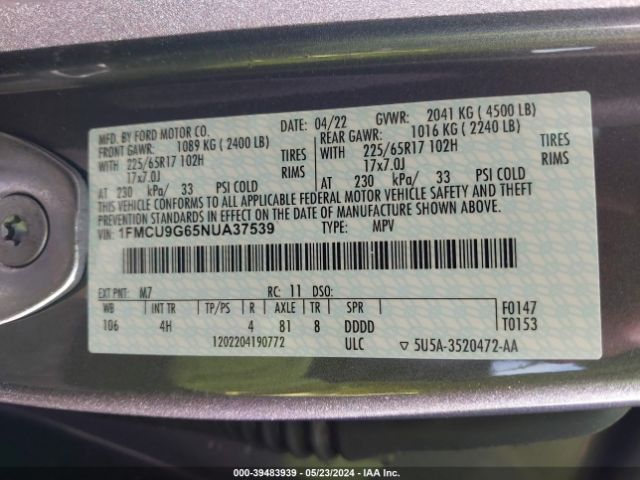 MFD. BY FORD MOTOR CO. DATE: 04/22 GVWR: 2041 KG ( 4500 LB)
FRONT GAWR: 1089 KG ( 2400 LB) REAR GAWR: 1016 KG ( 2240 LB)
WITH 225/65R17 102H TIRES WITH 225/65R17 102H TIRES
17x7.0J RIMS 17x7.0J RIMS
AT 230 kPa/ 33 PSI COLD AT 230 kPa/ 33 PSI COLD
THIS VEHICLE CONFORMS TO ALL APPLICABLE FEDERAL MOTOR VEHICLE SAFETY AND THEFT
PREVENTION STANDARDS IN EFFECT ON THE DATE OF MANUFACTURE SHOWN ABOVE.
VIN: 1FMCU9G65NUA37539 TYPE: MPV
EXT PNT: M7 RC: 11 DSO:
WB INT TR TP/PS R AXLE TR SPR F0147
106 4H 4 81 8 DDDD T0153
1202204190772 ULC ▽ 5U5A-3520472-AA
000-39483939 - 05/23/2024 - IAA Inc.